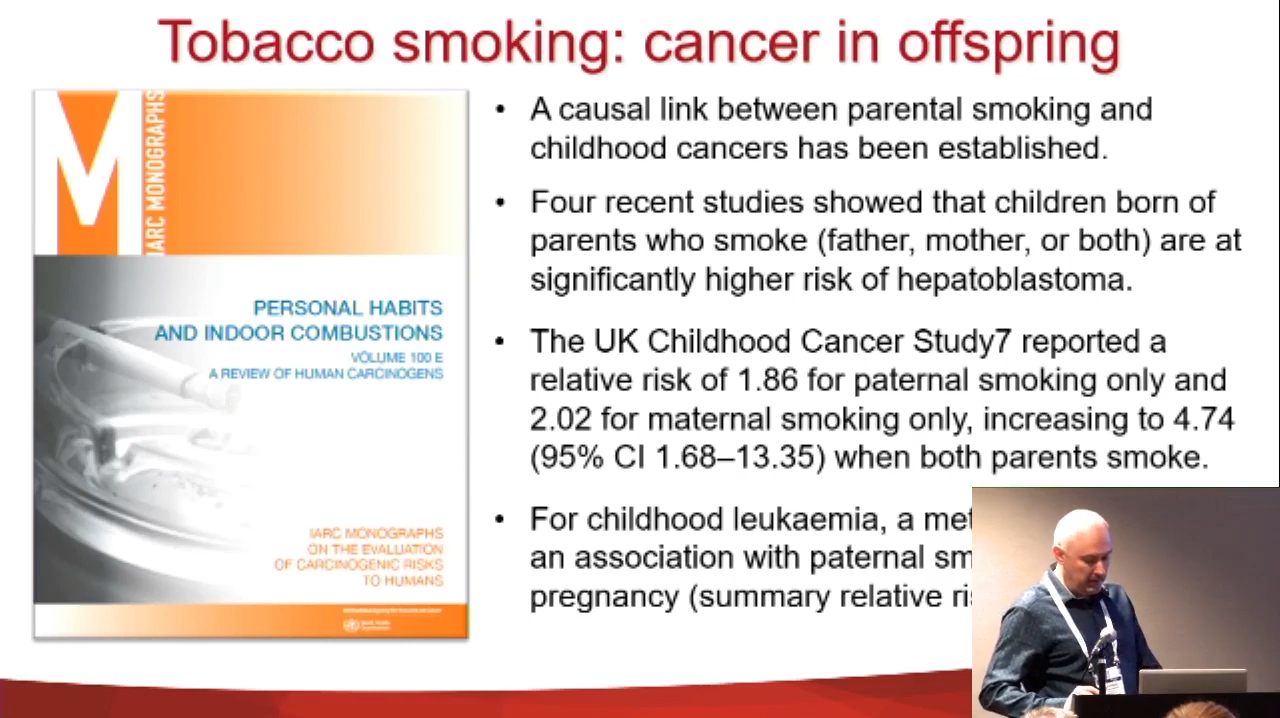 Tobacco smoking: cancer in offspring
M
IARC MONOGRAPHS
PERSONAL HABITS
AND INDOOR COMBUSTIONS
VOLUME 100 E
A REVIEW OF HUMAN CARCINOGENS
IARC MONOGRAPHS
ON THE EVALUATION
OF CARCINOGENIC RISKS
TO HUMANS
• A causal link between parental smoking and
childhood cancers has been established.
• Four recent studies showed that children born of
parents who smoke (father, mother, or both) are at
significantly higher risk of hepatoblastoma.
• The UK Childhood Cancer Study7 reported a
relative risk of 1.86 for paternal smoking only and
2.02 for maternal smoking only, increasing to 4.74
(95% CI 1.68–13.35) when both parents smoke.
• For childhood leukaemia, a met
an association with paternal sm
pregnancy (summary relative ris